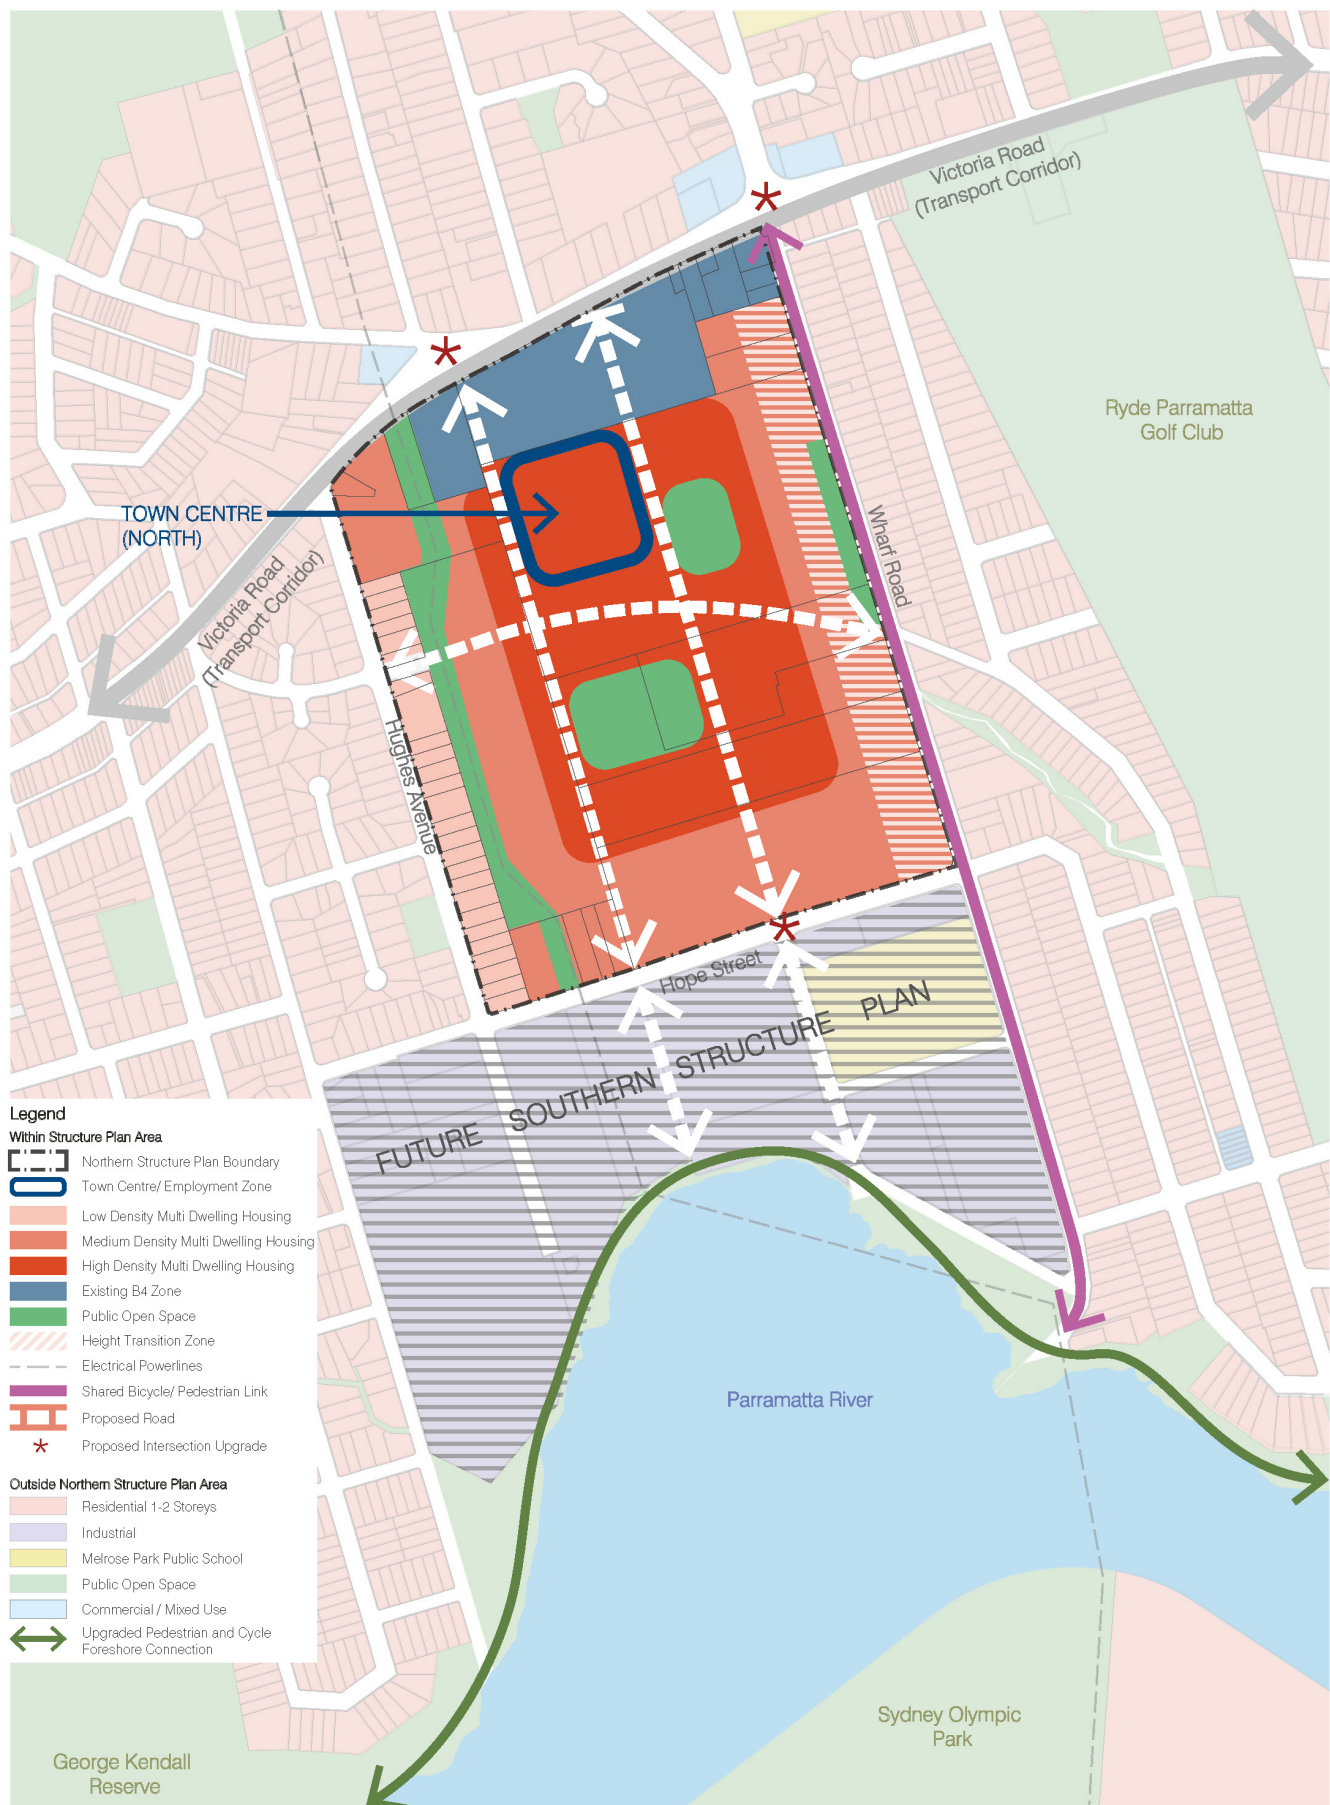 Victoria Road
(Transport Corridor)
Ryde Parramatta
Golf Club
TOWN CENTRE
(NORTH)
Wharf Road
Victoria Road
(Transport Corridor)
Hughes Avenue
Hope Street
FUTURE SOUTHERN STRUCTURE PLAN
Legend
Within Structure Plan Area
Northern Structure Plan Boundary
Town Centre/ Employment Zone
Low Density Multi Dwelling Housing
Medium Density Multi Dwelling Housing
High Density Multi Dwelling Housing
Existing B4 Zone
Public Open Space
Height Transition Zone
Electrical Powerlines
Shared Bicycle/ Pedestrian Link
Proposed Road
Proposed Intersection Upgrade
Outside Northern Structure Plan Area
Residential 1-2 Storeys
Industrial
Melrose Park Public School
Public Open Space
Commercial / Mixed Use
Upgraded Pedestrian and Cycle
Foreshore Connection
Parramatta River
Sydney Olympic
Park
George Kendall
Reserve